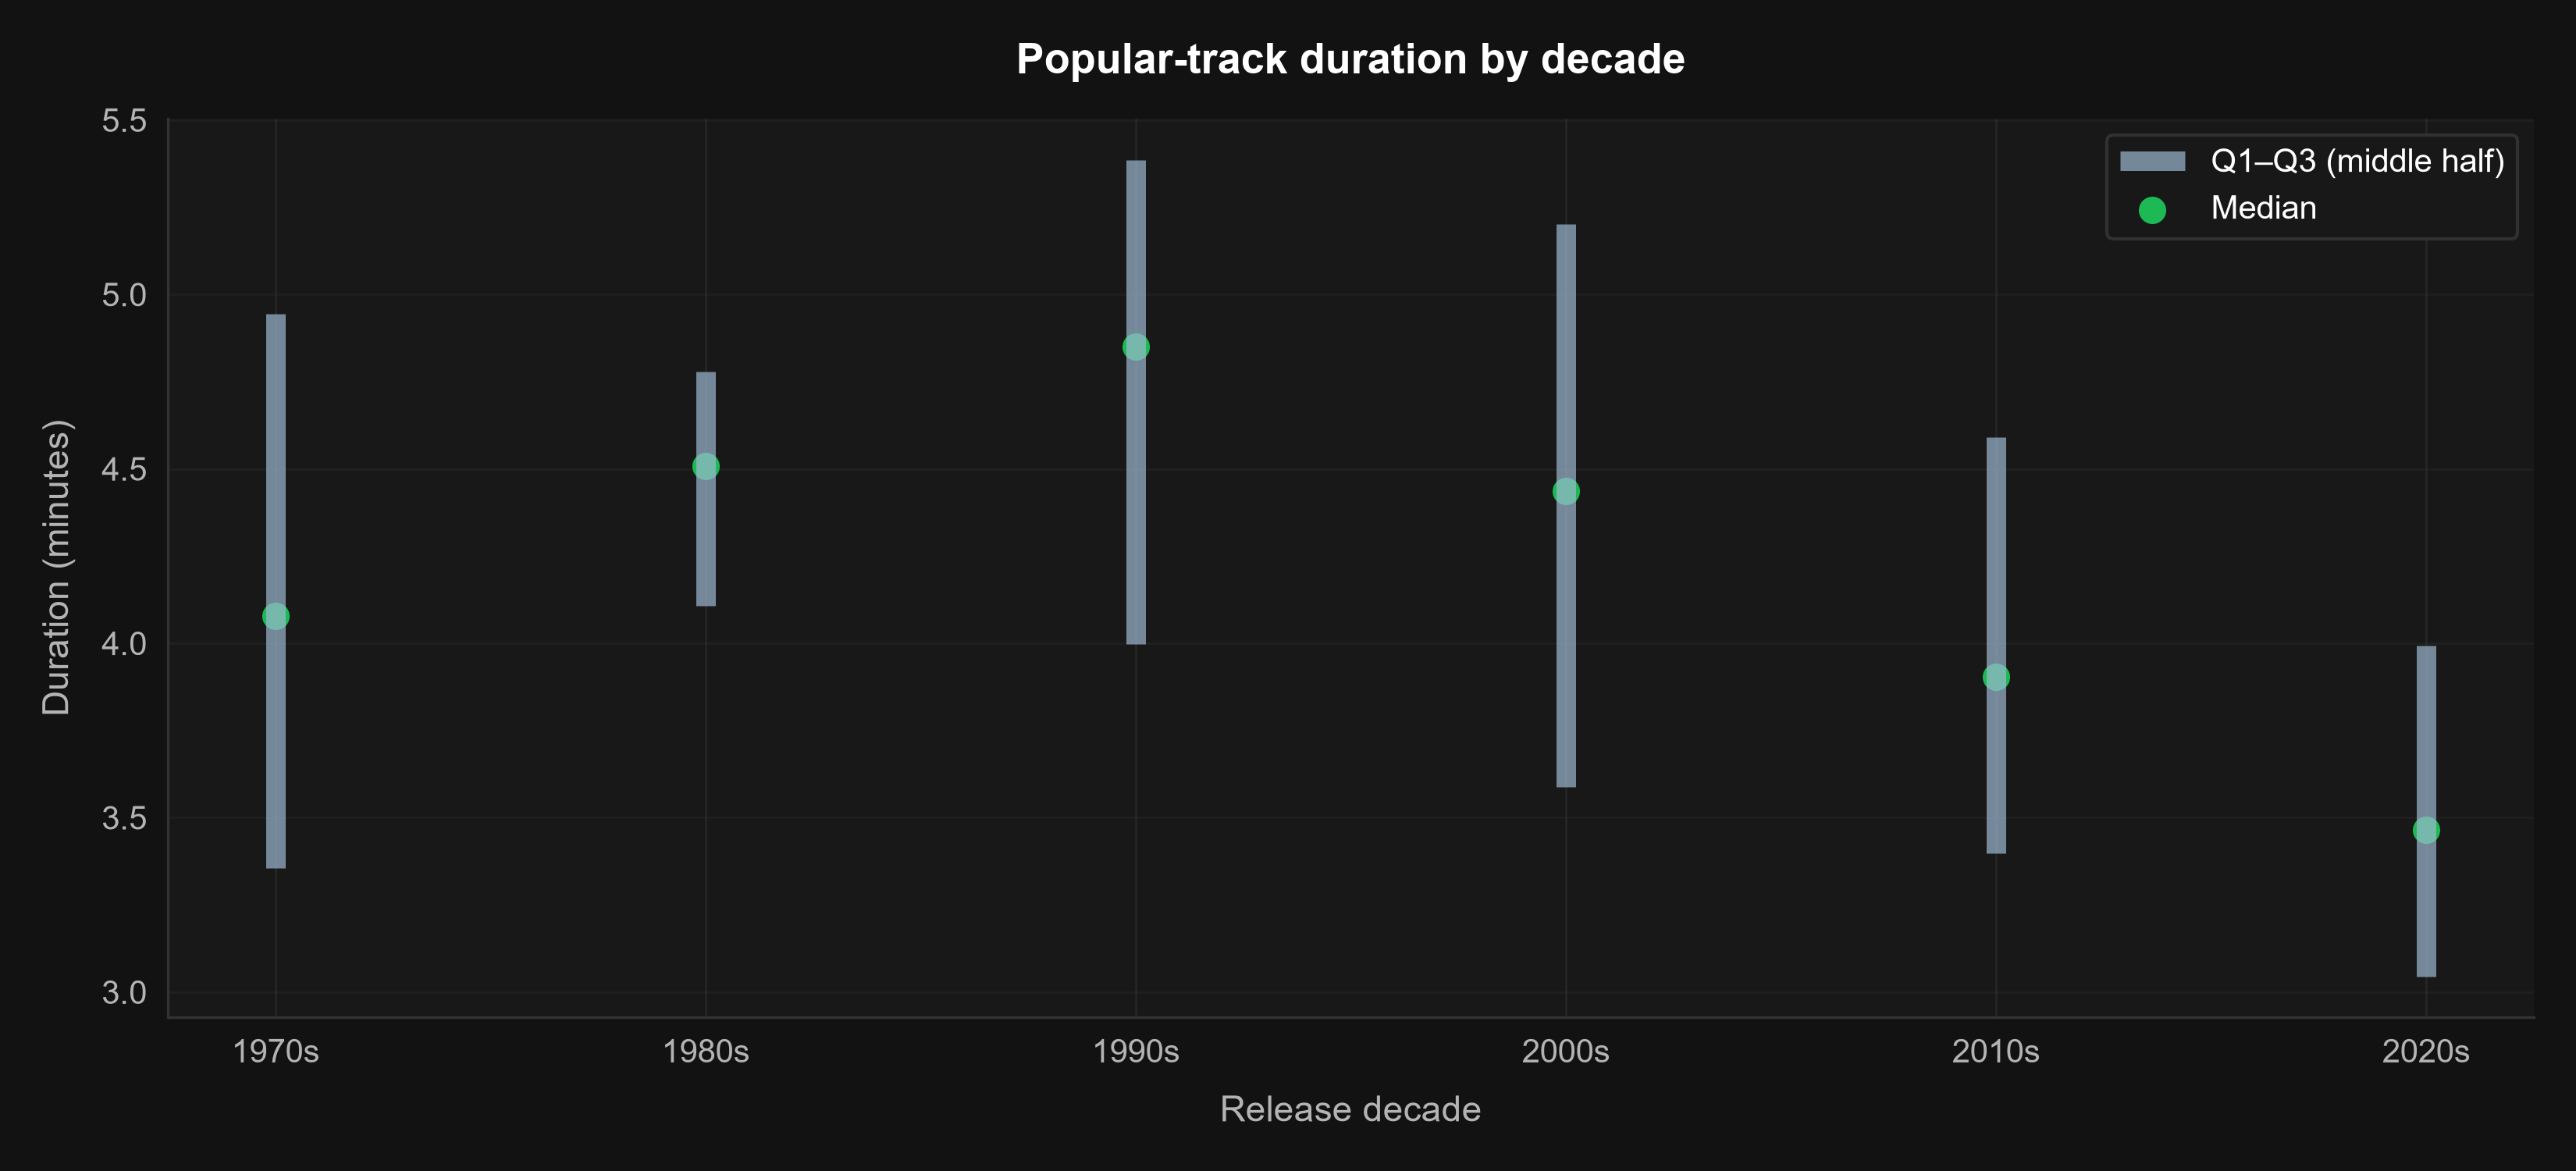 Popular-track duration by decade
Q1–Q3 (middle half)
Median
Duration (minutes)
5.5
5.0
4.5
4.0
3.5
3.0
1970s
1980s
1990s
2000s
2010s
2020s
Release decade